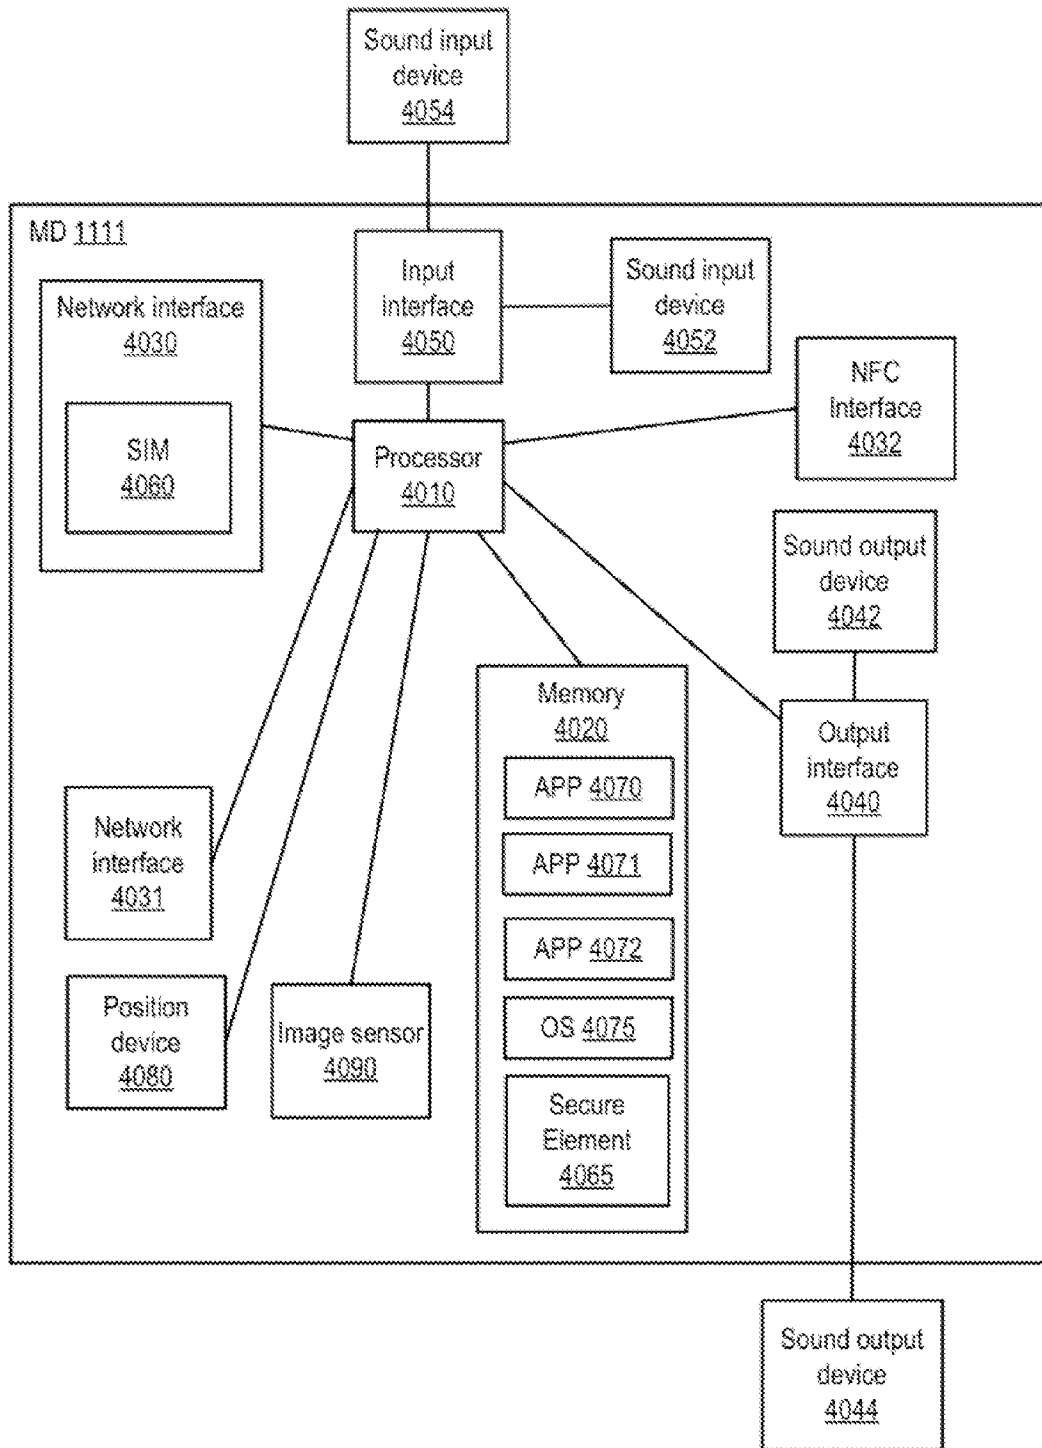 Sound input
device
4054
MD 1111
Input
interface
4050
Sound input
device
4052
Network interface
4030
SIM
4060
NFC
Interface
4032
Processor
4010
Sound output
device
4042
Memory
4020
APP 4070
APP 4071
APP 4072
OS 4075
Secure
Element
4065
Output
interface
4040
Network
interface
4031
Position
device
4080
Image sensor
4090
Sound output
device
4044